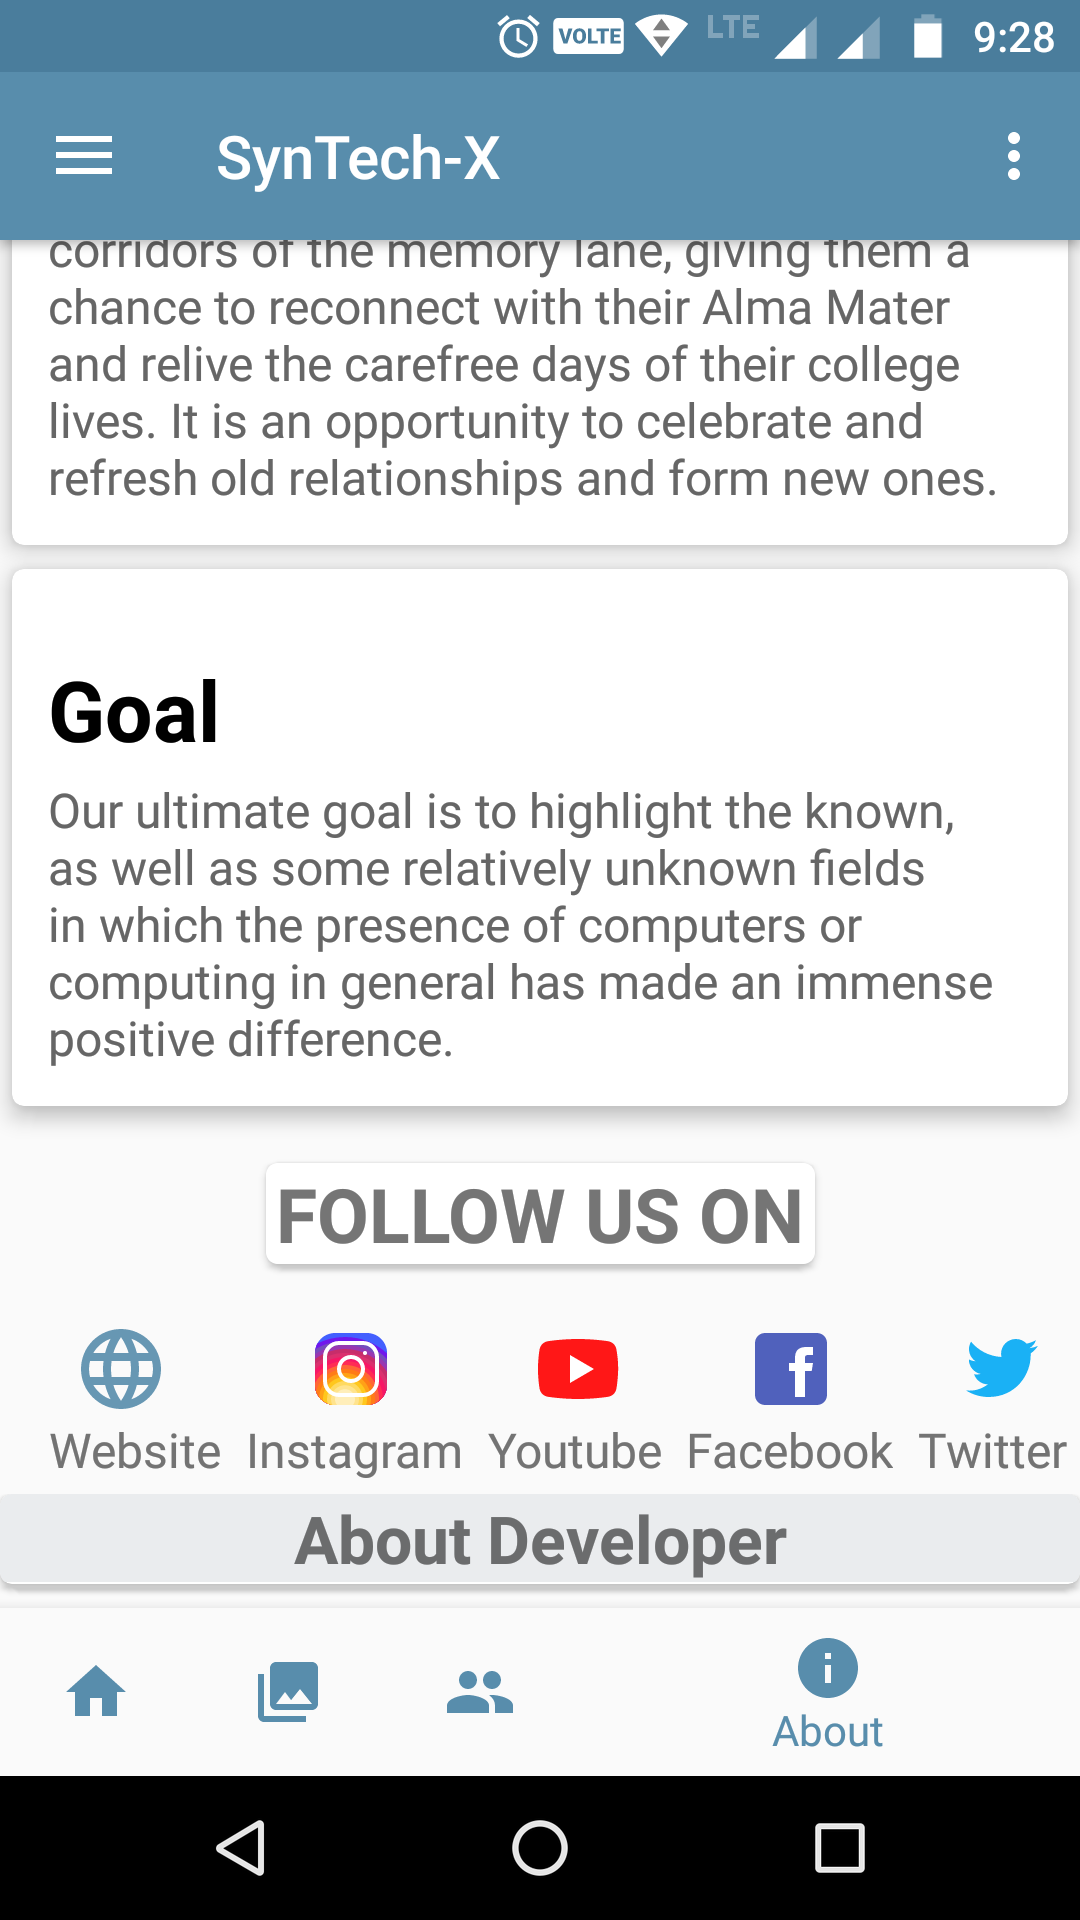 VOLTE LTE 9:28
SynTech-X
corridors of the memory lane, giving them a
chance to reconnect with their Alma Mater
and relive the carefree days of their college
lives. It is an opportunity to celebrate and
refresh old relationships and form new ones.
Goal
Our ultimate goal is to highlight the known,
as well as some relatively unknown fields
in which the presence of computers or
computing in general has made an immense
positive difference.
FOLLOW US ON
Website Instagram Youtube Facebook Twitter
About Developer
About